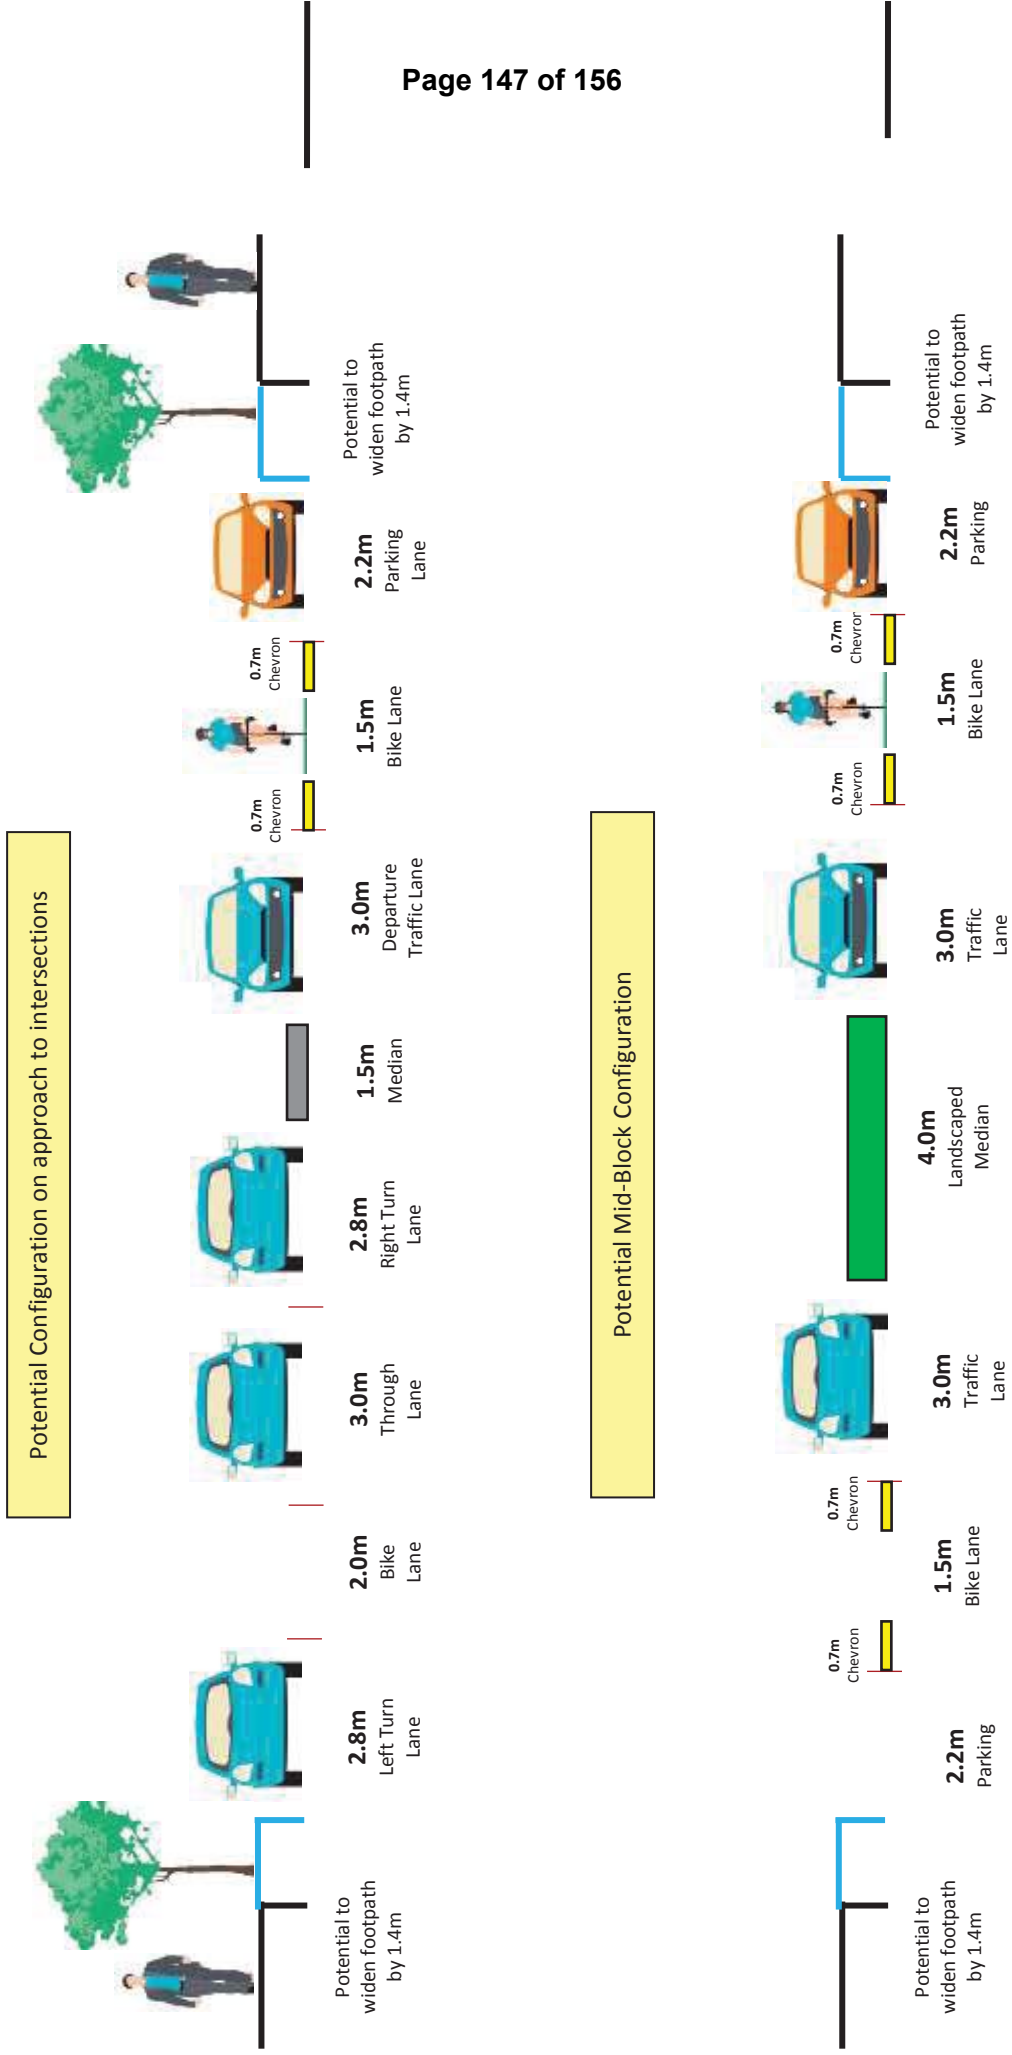 Page 147 of 156
Potential Configuration on approach to intersections
Potential to
widen footpath
by 1.4m
2.8m
Left Turn
Lane
2.0m
Bike
Lane
3.0m
Through
Lane
2.8m
Right Turn
Lane
1.5m
Median
3.0m
Departure
Traffic Lane
0.7m
Chevron
1.5m
Bike Lane
0.7m
Chevron
2.2m
Parking
Lane
Potential to
widen footpath
by 1.4m
Potential Mid-Block Configuration
Potential to
widen footpath
by 1.4m
2.2m
Parking
0.7m
Chevron
1.5m
Bike Lane
0.7m
Chevron
3.0m
Traffic
Lane
4.0m
Landscaped
Median
3.0m
Traffic
Lane
0.7m
Chevron
1.5m
Bike Lane
0.7m
Chevron
2.2m
Parking
Potential to
widen footpath
by 1.4m